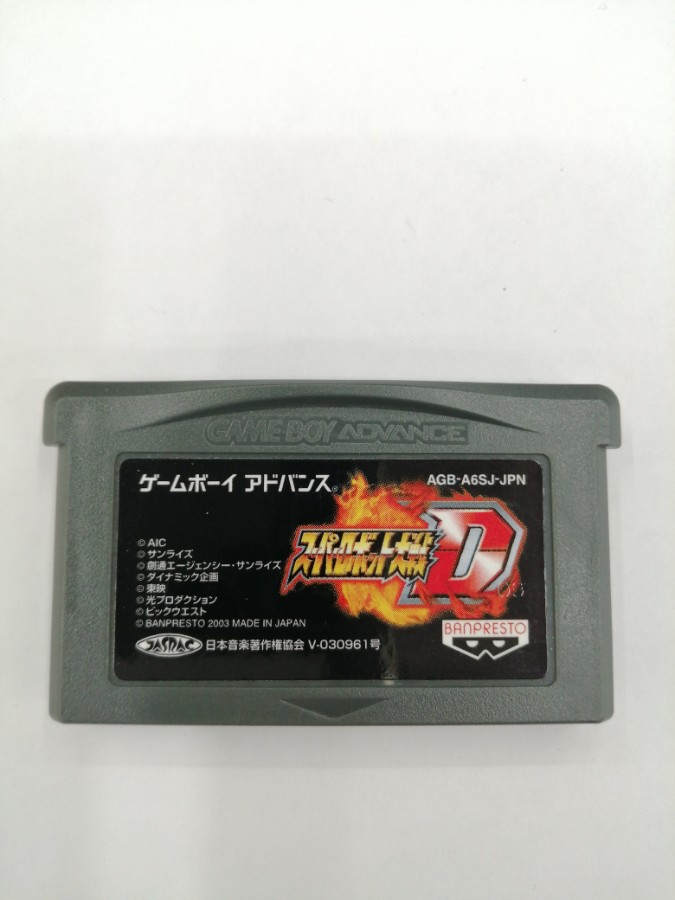 GAME BOY ADVANCE
ゲームボーイ アドバンス
AGB-A6SJ-JPN
スーパーロボット大戦D
© AIC
© サンライズ
© 創通エージェンシー・サンライズ
© ダイナミック企画
© 東映
© 光プロダクション
© ビックウエスト
© BANPRESTO 2003 MADE IN JAPAN
BANPRESTO
JASRAC 日本音楽著作権協会 V-030961号